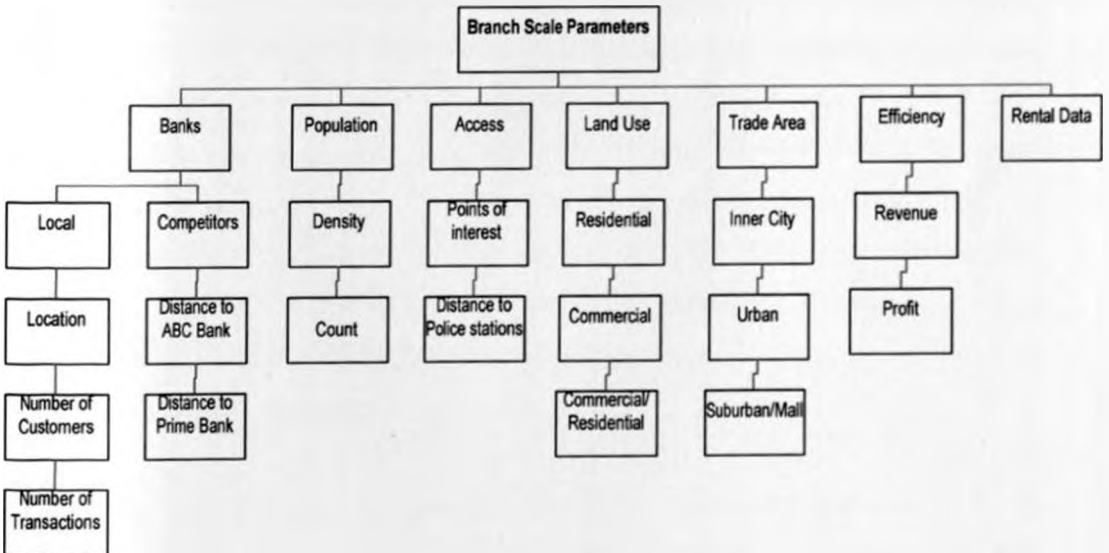 Branch Scale Parameters
Banks
Population
Access
Land Use
Trade Area
Efficiency
Rental Data
Local
Competitors
Density
Points of
interest
Residential
Inner City
Revenue
Location
Distance to
ABC Bank
Count
Distance to
Police stations
Commercial
Urban
Profit
Number of
Customers
Distance to
Prime Bank
Commercial/
Residential
Suburban/Mall
Number of
Transactions